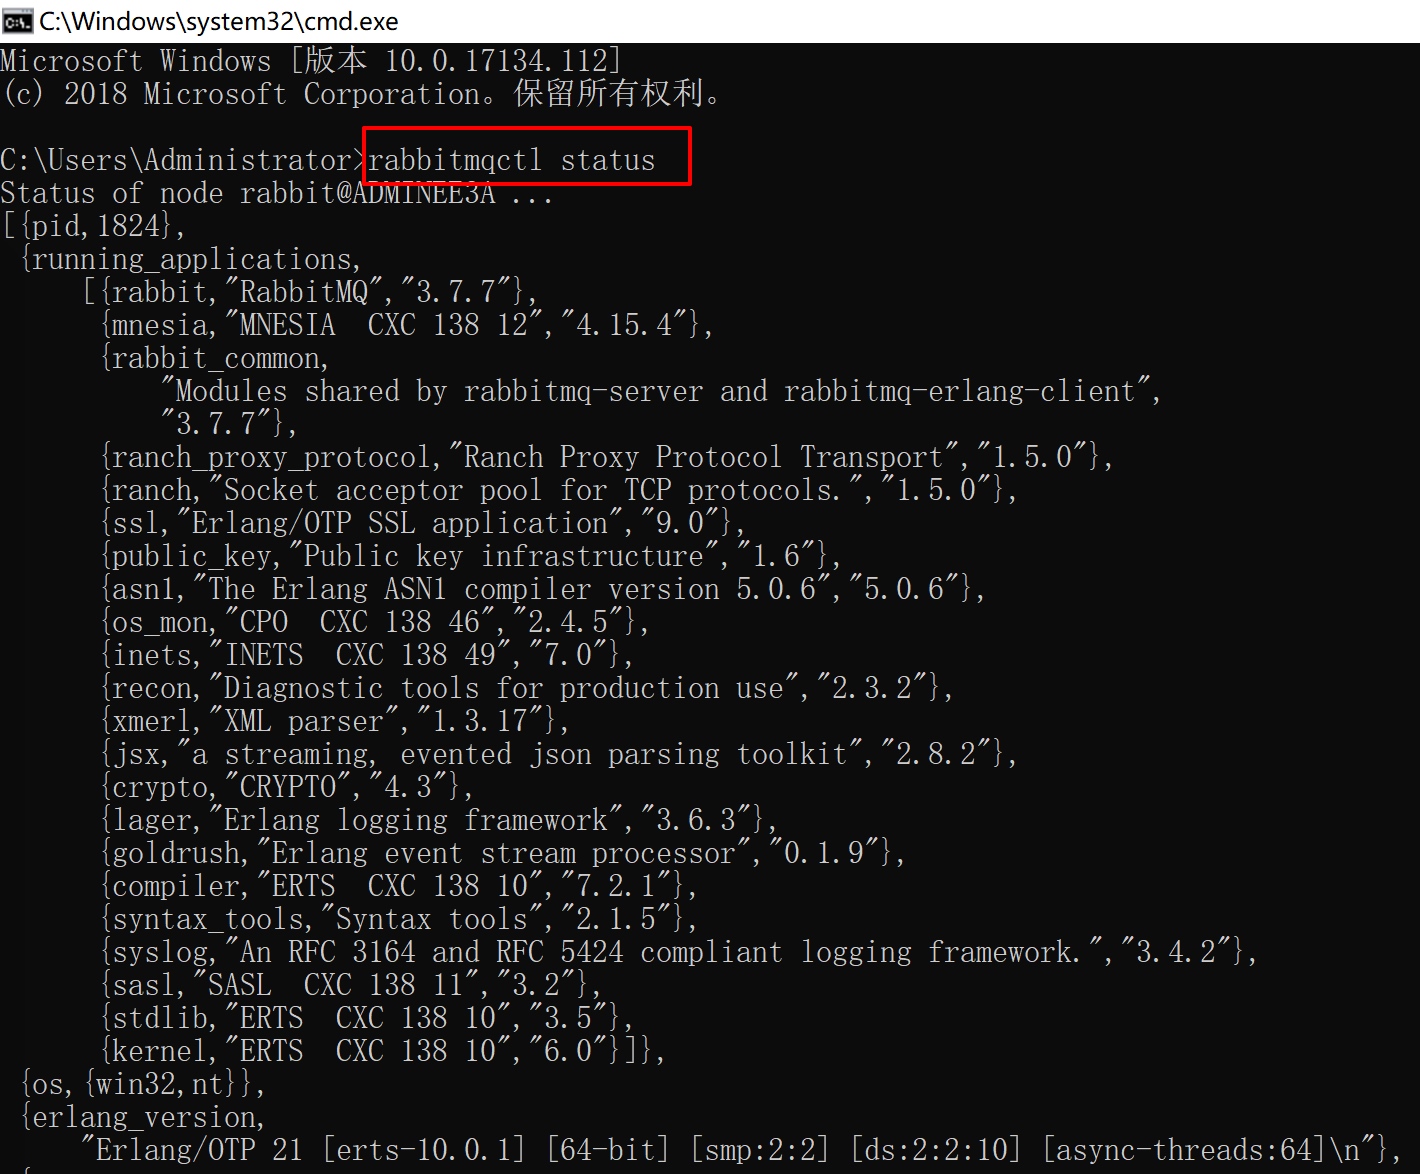 C:\Windows\system32\cmd.exe
Microsoft Windows [版本 10.0.17134.112]
(c) 2018 Microsoft Corporation。保留所有权利。
C:\Users\Administrator>rabbitmqctl status
Status of node rabbit@ADMINEE3A ...
[{pid,1824},
 {running_applications,
     [{rabbit,"RabbitMQ","3.7.7"},
      {mnesia,"MNESIA  CXC 138 12","4.15.4"},
      {rabbit_common,
          "Modules shared by rabbitmq-server and rabbitmq-erlang-client",
          "3.7.7"},
      {ranch_proxy_protocol,"Ranch Proxy Protocol Transport","1.5.0"},
      {ranch,"Socket acceptor pool for TCP protocols.","1.5.0"},
      {ssl,"Erlang/OTP SSL application","9.0"},
      {public_key,"Public key infrastructure","1.6"},
      {asn1,"The Erlang ASN1 compiler version 5.0.6","5.0.6"},
      {os_mon,"CPO  CXC 138 46","2.4.5"},
      {inets,"INETS  CXC 138 49","7.0"},
      {recon,"Diagnostic tools for production use","2.3.2"},
      {xmerl,"XML parser","1.3.17"},
      {jsx,"a streaming, evented json parsing toolkit","2.8.2"},
      {crypto,"CRYPTO","4.3"},
      {lager,"Erlang logging framework","3.6.3"},
      {goldrush,"Erlang event stream processor","0.1.9"},
      {compiler,"ERTS  CXC 138 10","7.2.1"},
      {syntax_tools,"Syntax tools","2.1.5"},
      {syslog,"An RFC 3164 and RFC 5424 compliant logging framework.","3.4.2"},
      {sasl,"SASL  CXC 138 11","3.2"},
      {stdlib,"ERTS  CXC 138 10","3.5"},
      {kernel,"ERTS  CXC 138 10","6.0"}]},
 {os,{win32,nt}},
 {erlang_version,
     "Erlang/OTP 21 [erts-10.0.1] [64-bit] [smp:2:2] [ds:2:2:10] [async-threads:64]\n"},